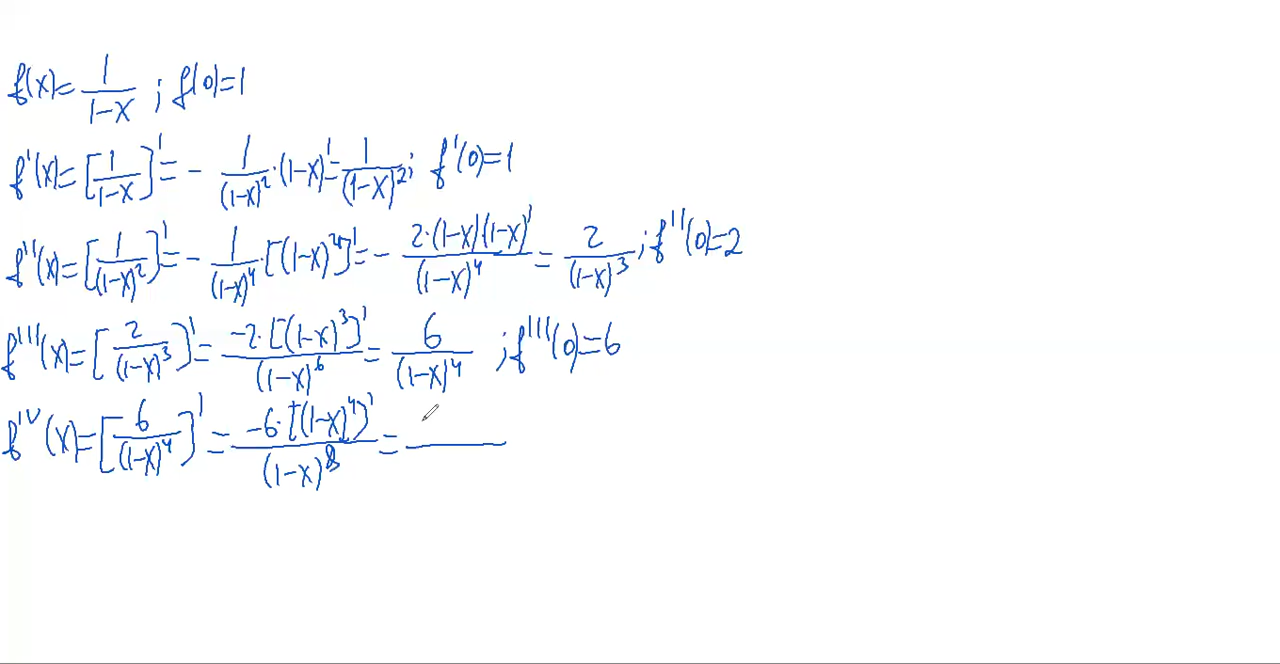 f(x)= 1/(1-x) ; f(0)=1
f'(x)= [1/(1-x)]' = - 1/(1-x)² · (1-x)' = 1/(1-x)² ; f'(0)=1
f''(x)= [1/(1-x)²]' = - 1/(1-x)⁴ · [(1-x)²]' = - 2·(1-x)(1-x)'/(1-x)⁴ = 2/(1-x)³ ; f''(0)=2
f'''(x)= [2/(1-x)³]' = -2·[(1-x)³]'/(1-x)⁶ = 6/(1-x)⁴ ; f'''(0)=6
f^IV(x)= [6/(1-x)⁴]' = -6·[(1-x)⁴]'/(1-x)⁸ =